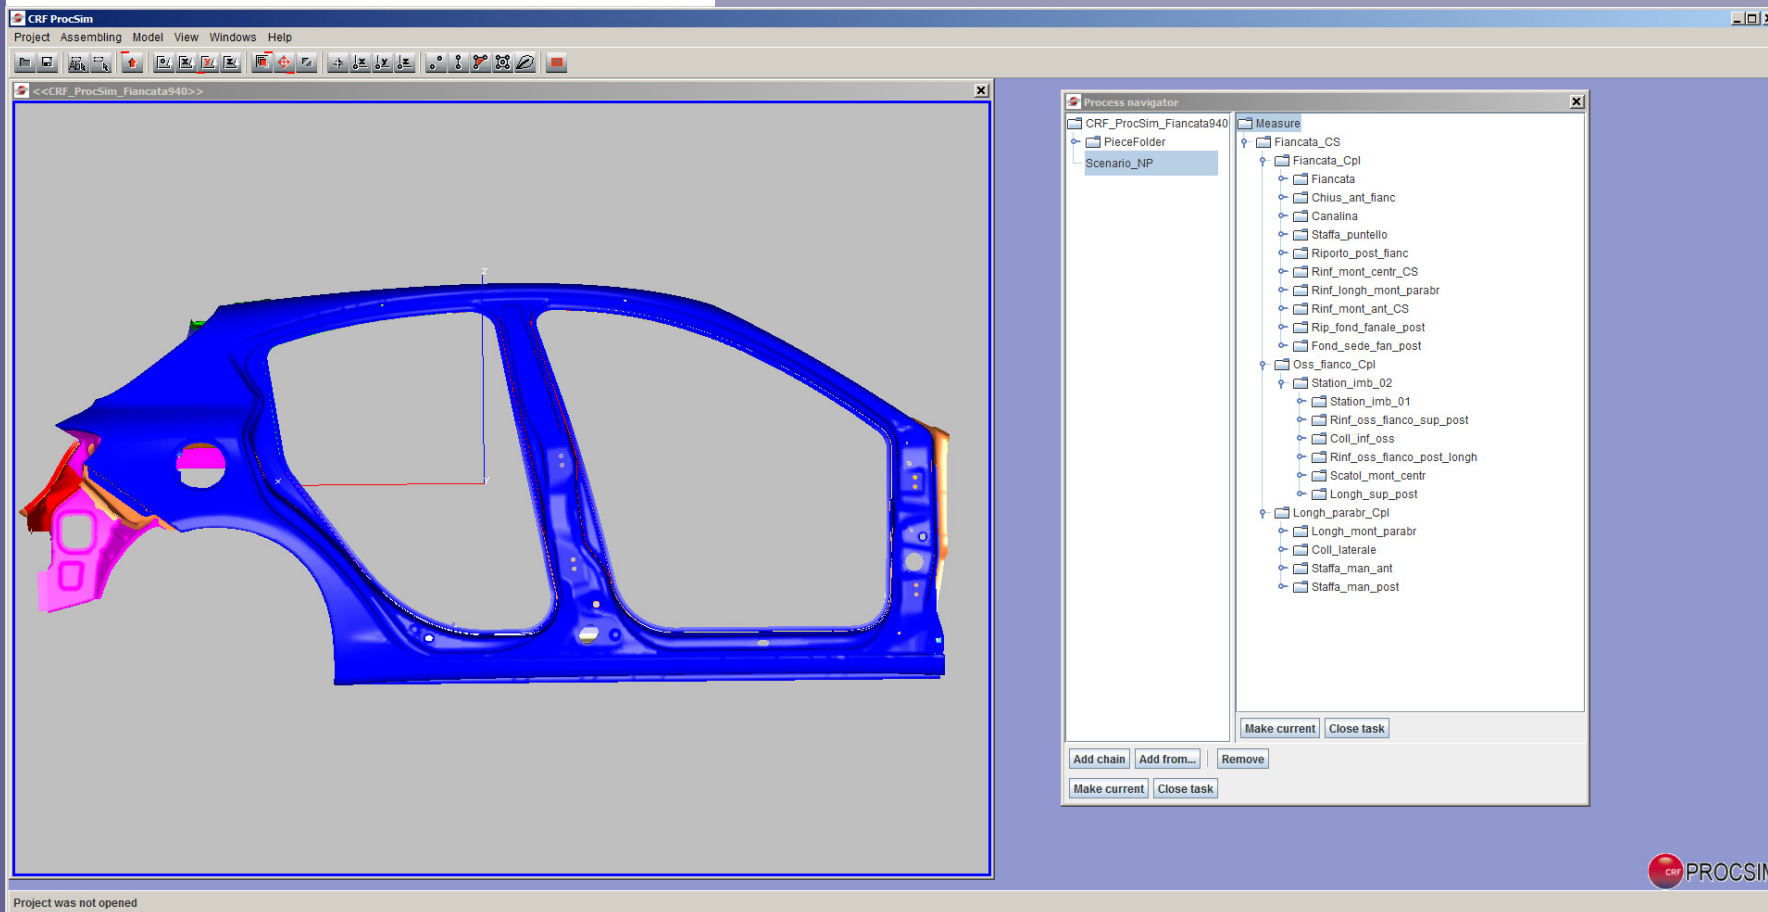 CRF ProcSim
Project Assembling Model View Windows Help
<<CRF_ProcSim_Fiancata940>>
Z
X
Process navigator
CRF_ProcSim_Fiancata940
PieceFolder
Scenario_NP
Measure
Fiancata_CS
Fiancata_Cpl
Fiancata
Chius_ant_fianc
Canalina
Staffa_puntello
Riporto_post_fianc
Rinf_mont_centr_CS
Rinf_longh_mont_parabr
Rinf_mont_ant_CS
Rip_fond_fanale_post
Fond_sede_fan_post
Oss_fianco_Cpl
Station_imb_02
Station_imb_01
Rinf_oss_fianco_sup_post
Coll_inf_oss
Rinf_oss_fianco_post_longh
Scatol_mont_centr
Longh_sup_post
Longh_parabr_Cpl
Longh_mont_parabr
Coll_laterale
Staffa_man_ant
Staffa_man_post
Make current Close task
Add chain Add from... Remove
Make current Close task
CRF PROCSIM
Project was not opened